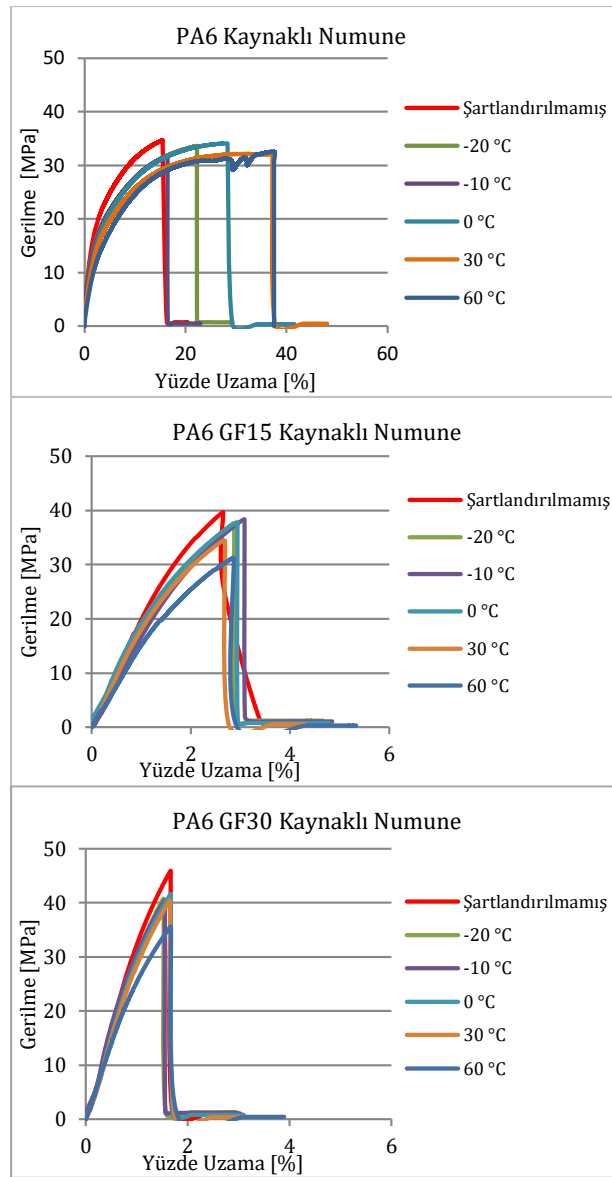 PA6 Kaynaklı Numune
50
40
30
20
10
0
Gerilme [MPa]
0 20 40 60
Yüzde Uzama [%]
Şartlandırılmamış
-20 °C
-10 °C
0 °C
30 °C
60 °C
PA6 GF15 Kaynaklı Numune
50
40
30
20
10
0
Gerilme [MPa]
0 2 4 6
Yüzde Uzama [%]
Şartlandırılmamış
-20 °C
-10 °C
0 °C
30 °C
60 °C
PA6 GF30 Kaynaklı Numune
50
40
30
20
10
0
Gerilme [MPa]
0 2 4 6
Yüzde Uzama [%]
Şartlandırılmamış
-20 °C
-10 °C
0 °C
30 °C
60 °C